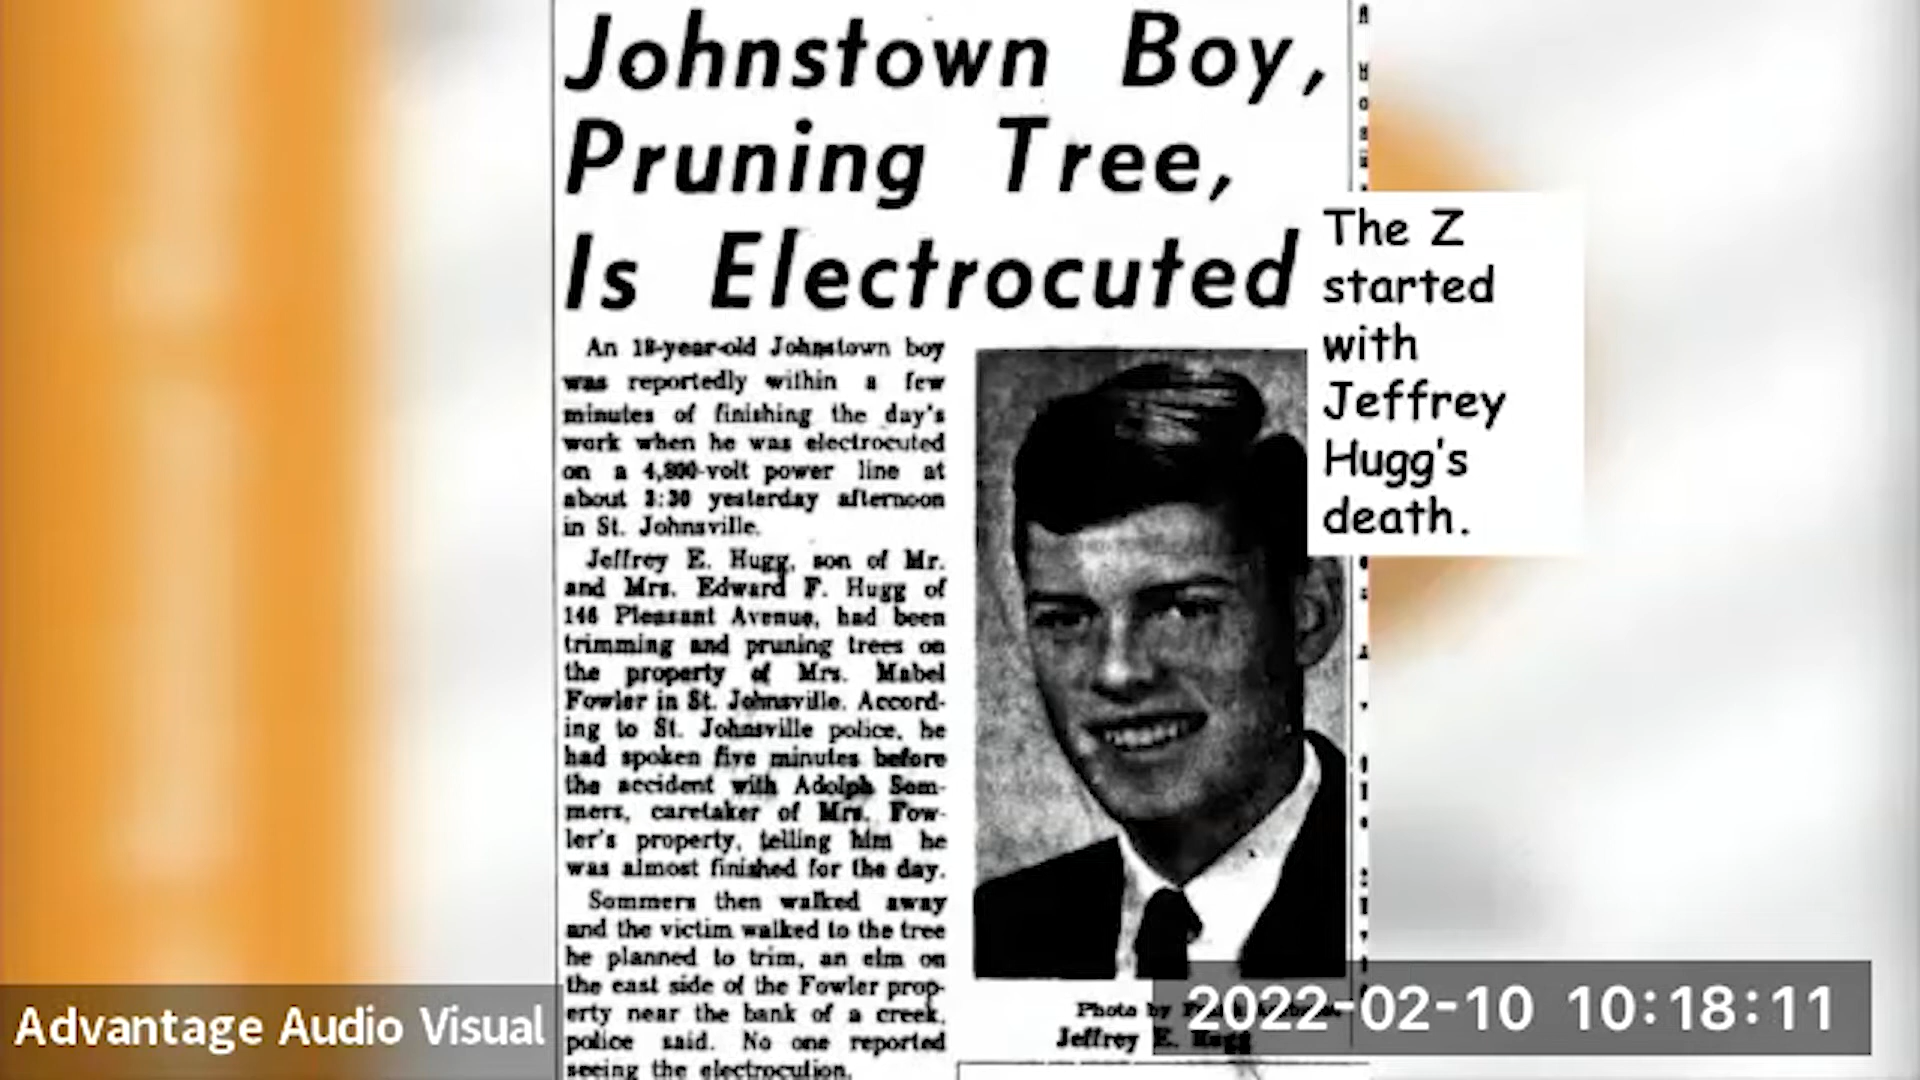 Johnstown Boy,
Pruning Tree,
Is Electrocuted
An 18-year-old Johnstown boy
was reportedly within a few
minutes of finishing the day's
work when he was electrocuted
on a 4,800-volt power line at
about 3:30 yesterday afternoon
in St. Johnsville.
Jeffrey E. Hugg, son of Mr.
and Mrs. Edward F. Hugg of
146 Pleasant Avenue, had been
trimming and pruning trees on
the property of Mrs. Mabel
Fowler in St. Johnsville. Accord-
ing to St. Johnsville police, he
had spoken five minutes before
the accident with Adolph Som-
mers, caretaker of Mrs. Fow-
ler's property, telling him he
was almost finished for the day.
Sommers then walked away
and the victim walked to the tree
he planned to trim, an elm on
the east side of the Fowler prop-
erty near the bank of a creek,
police said. No one reported
seeing the electrocution.
Photo by
Jeffrey E. Hugg
The Z
started
with
Jeffrey
Hugg's
death.
Advantage Audio Visual
2022-02-10 10:18:11